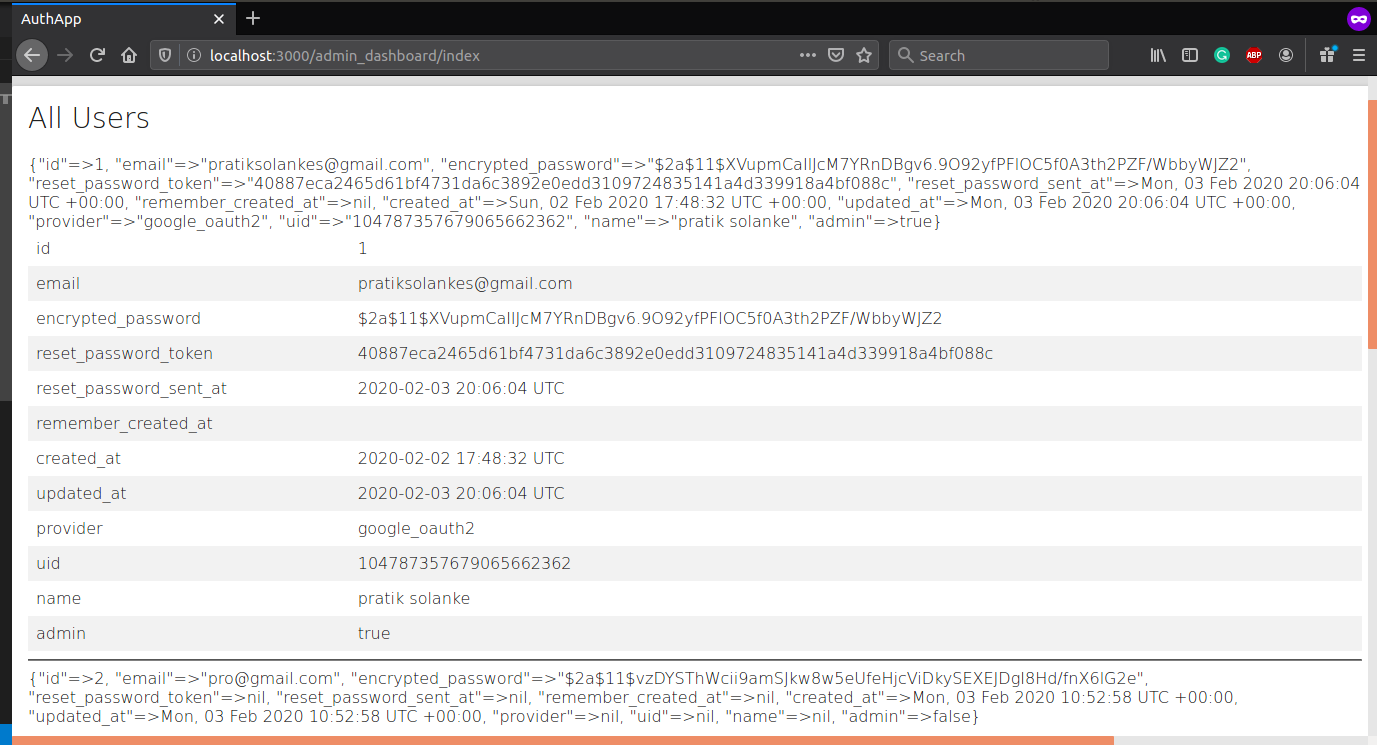 AuthApp
localhost:3000/admin_dashboard/index
Search
ABP
All Users
{"id"=>1, "email"=>"pratiksolankes@gmail.com", "encrypted_password"=>"$2a$11$XVupmCaIlJcM7YRnDBgv6.9O92yfPFlOC5f0A3th2PZF/WbbyWJZ2",
"reset_password_token"=>"40887eca2465d61bf4731da6c3892e0edd3109724835141a4d339918a4bf088c", "reset_password_sent_at"=>Mon, 03 Feb 2020 20:06:04
UTC +00:00, "remember_created_at"=>nil, "created_at"=>Sun, 02 Feb 2020 17:48:32 UTC +00:00, "updated_at"=>Mon, 03 Feb 2020 20:06:04 UTC +00:00,
"provider"=>"google_oauth2", "uid"=>"104787357679065662362", "name"=>"pratik solanke", "admin"=>true}
id 1
email pratiksolankes@gmail.com
encrypted_password $2a$11$XVupmCaIlJcM7YRnDBgv6.9O92yfPFlOC5f0A3th2PZF/WbbyWJZ2
reset_password_token 40887eca2465d61bf4731da6c3892e0edd3109724835141a4d339918a4bf088c
reset_password_sent_at 2020-02-03 20:06:04 UTC
remember_created_at
created_at 2020-02-02 17:48:32 UTC
updated_at 2020-02-03 20:06:04 UTC
provider google_oauth2
uid 104787357679065662362
name pratik solanke
admin true
{"id"=>2, "email"=>"pro@gmail.com", "encrypted_password"=>"$2a$11$vzDYSThWcii9amSJkw8w5eUfeHjcViDkySEXEJDgI8Hd/fnX6IG2e",
"reset_password_token"=>nil, "reset_password_sent_at"=>nil, "remember_created_at"=>nil, "created_at"=>Mon, 03 Feb 2020 10:52:58 UTC +00:00,
"updated_at"=>Mon, 03 Feb 2020 10:52:58 UTC +00:00, "provider"=>nil, "uid"=>nil, "name"=>nil, "admin"=>false}